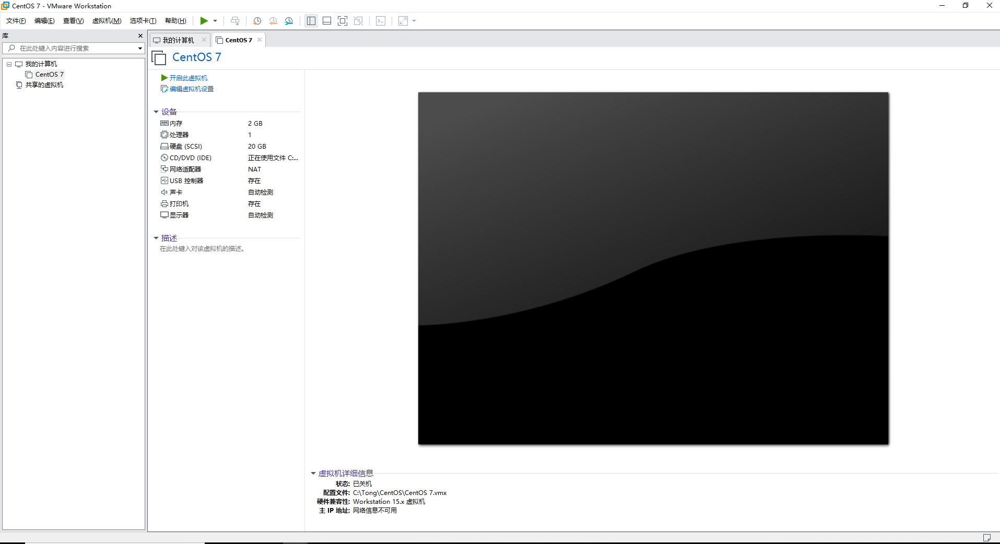 CentOS 7 - VMware Workstation
文件(F) 编辑(E) 查看(V) 虚拟机(M) 选项卡(T) 帮助(H)
库
在此处键入内容进行搜索
我的计算机
CentOS 7
共享的虚拟机
我的计算机 CentOS 7
CentOS 7
开启此虚拟机
编辑虚拟机设置
设备
内存 2 GB
处理器 1
硬盘 (SCSI) 20 GB
CD/DVD (IDE) 正在使用文件 C:...
网络适配器 NAT
USB 控制器 存在
声卡 自动检测
打印机 存在
显示器 自动检测
描述
在此处键入对该虚拟机的描述。
虚拟机详细信息
状态: 已关机
配置文件: C:\Tong\CentOS\CentOS 7.vmx
硬件兼容性: Workstation 15.x 虚拟机
主 IP 地址: 网络信息不可用